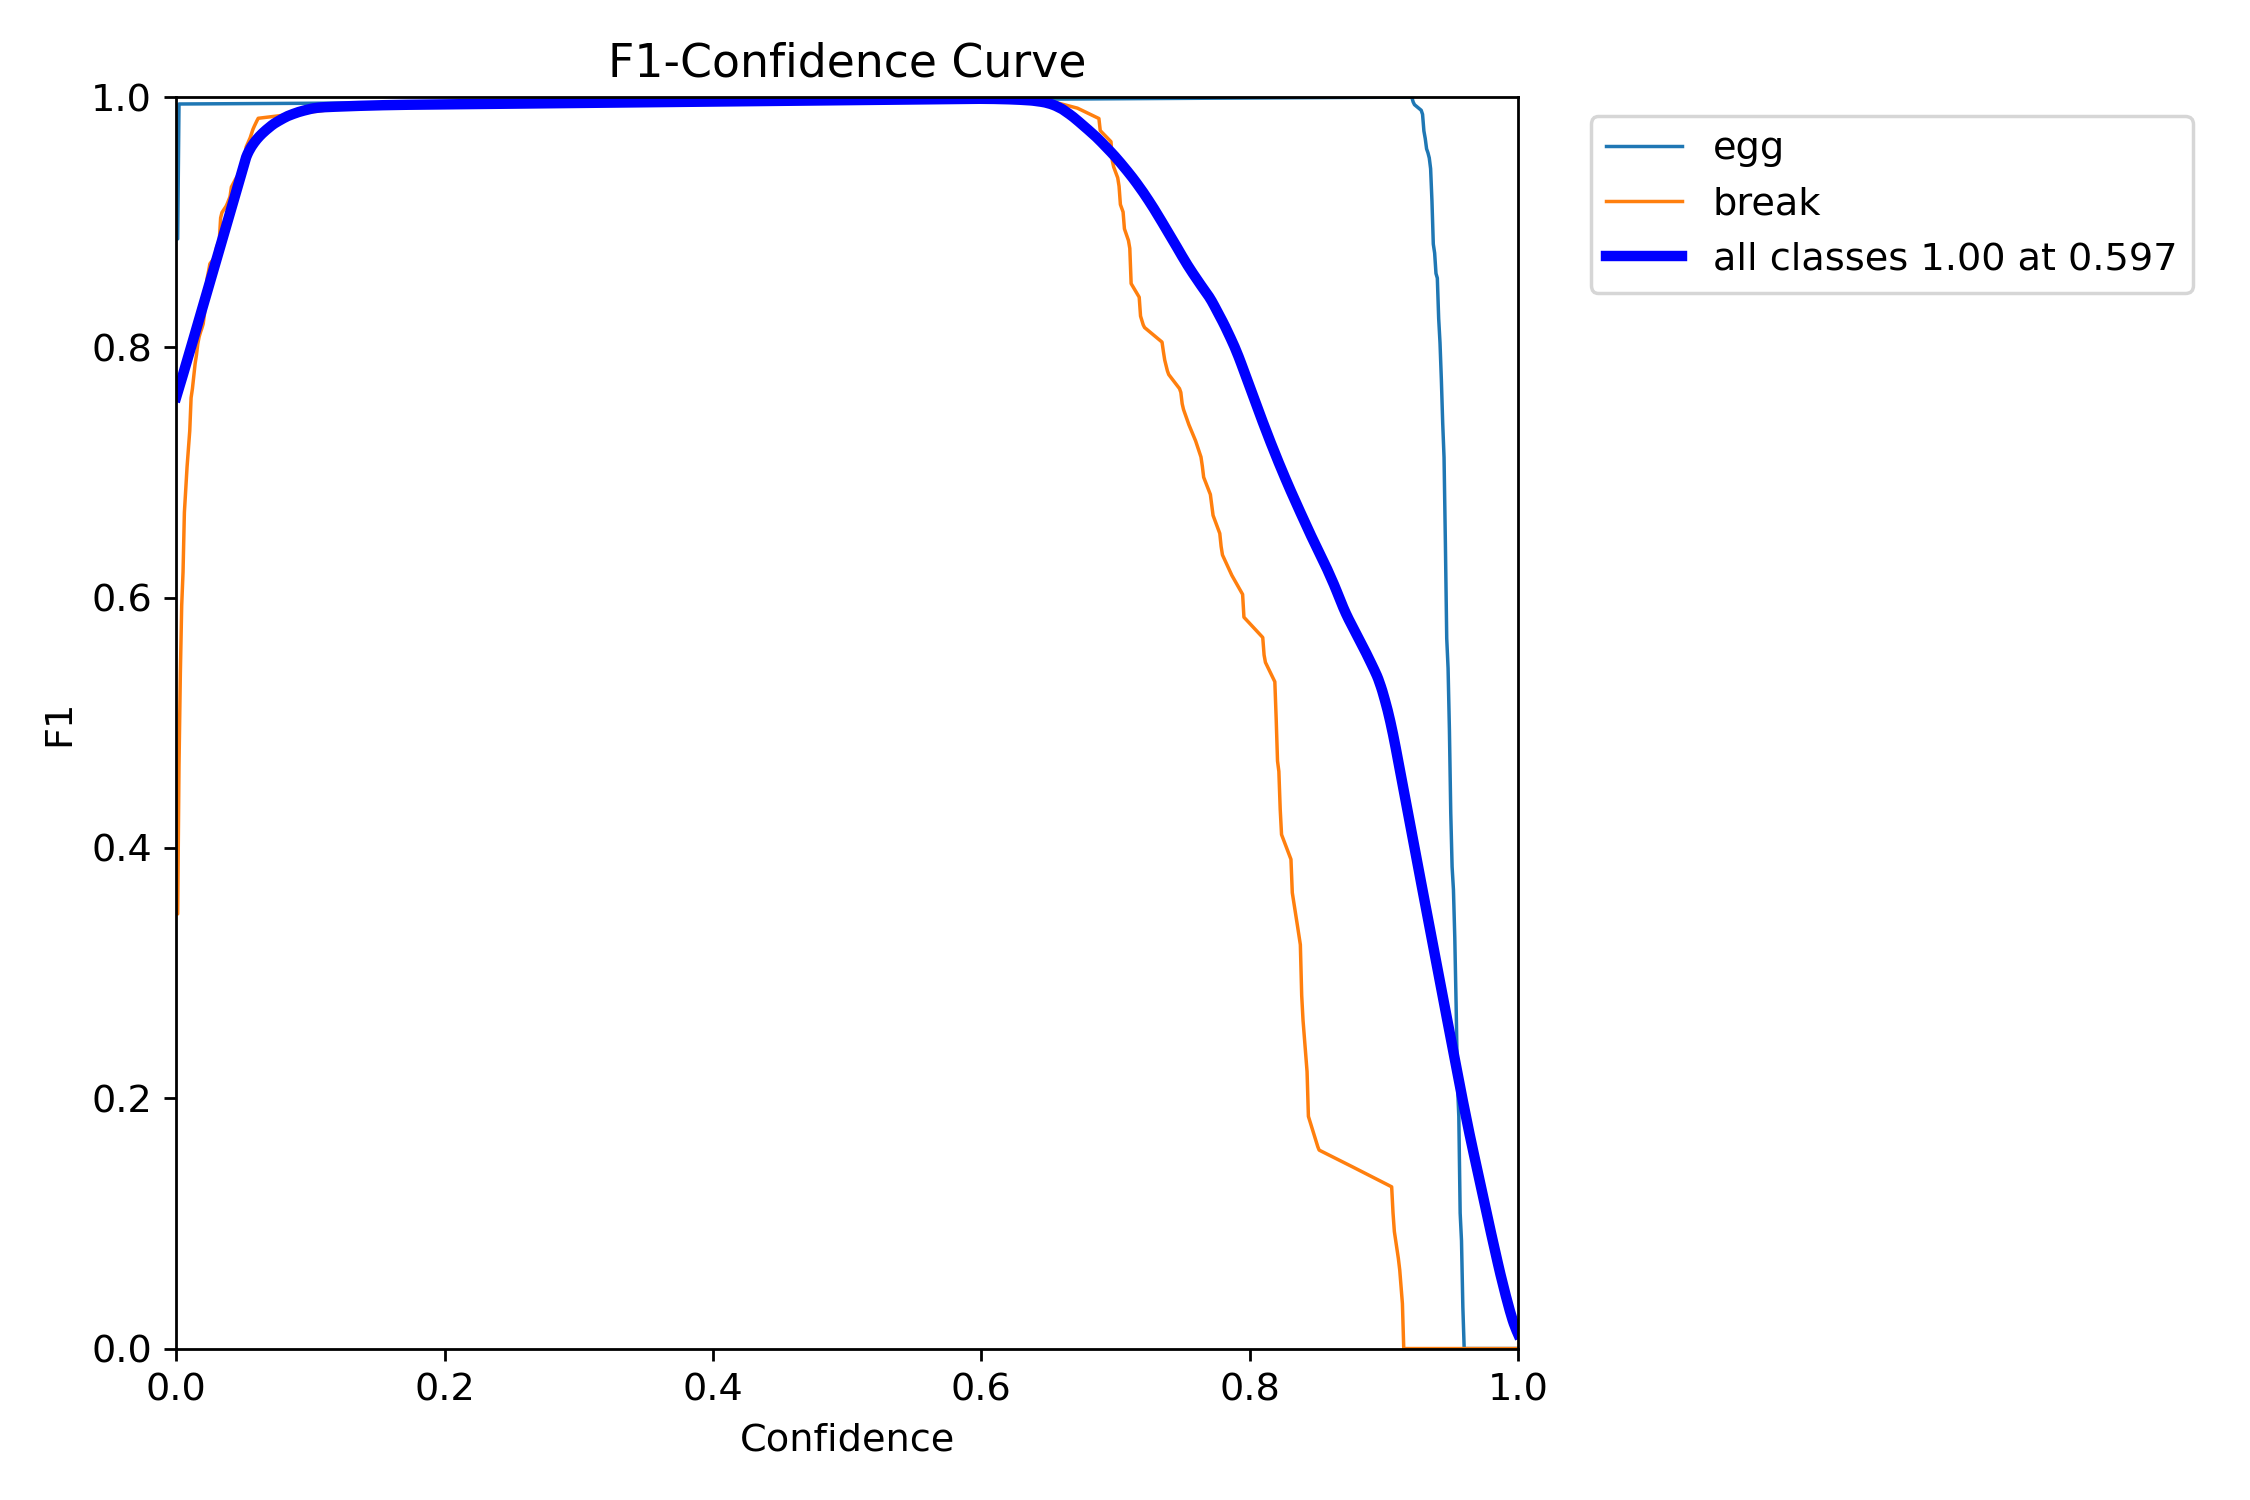 F1-Confidence Curve
1.0
0.8
0.6
0.4
0.2
0.0
F1
0.0 0.2 0.4 0.6 0.8 1.0
Confidence
egg
break
all classes 1.00 at 0.597